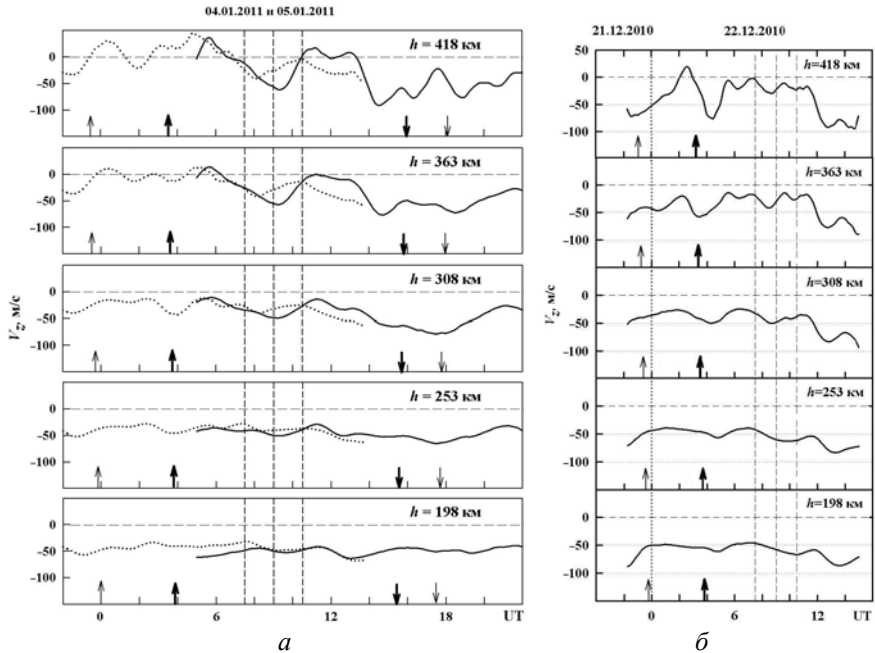 04.01.2011 и 05.01.2011
h = 418 км
0
−50
−100
h = 363 км
0
−50
−100
h = 308 км
0
−50
−100
h = 253 км
0
−50
−100
h = 198 км
0
−50
−100
V_z, м/с
0 6 12 18 UT
а
21.12.2010 22.12.2010
h=418 км
50
0
−50
−100
h=363 км
0
−50
−100
h=308 км
0
−50
−100
h=253 км
0
−50
−100
h=198 км
0
−50
−100
V_z, м/с
0 6 12 UT
б